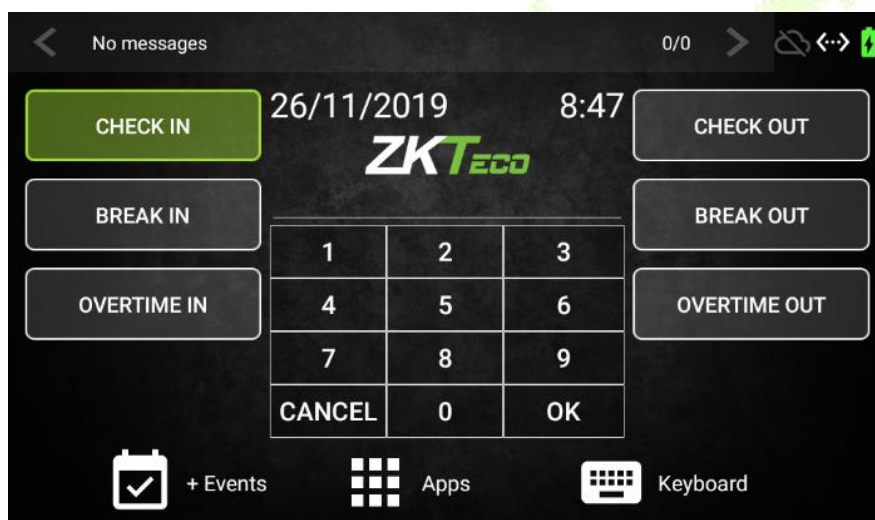 No messages 0/0
CHECK IN
26/11/2019 8:47
CHECK OUT
ZKTECO
BREAK IN
BREAK OUT
1 2 3
OVERTIME IN
4 5 6
OVERTIME OUT
7 8 9
CANCEL 0 OK
+ Events
Apps
Keyboard